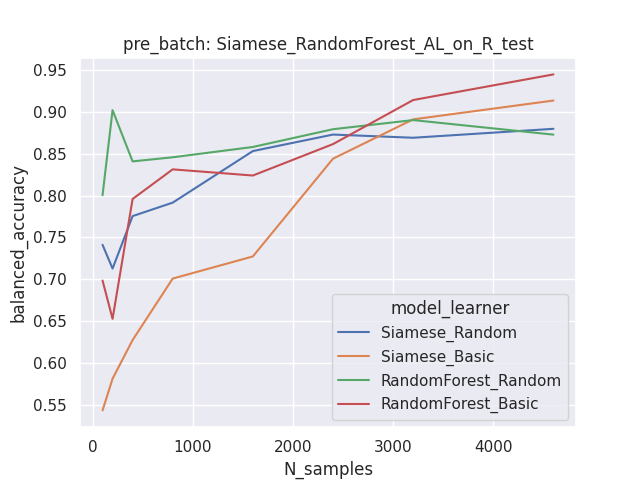 pre_batch: Siamese_RandomForest_AL_on_R_test
balanced_accuracy
0.95
0.90
0.85
0.80
0.75
0.70
0.65
0.60
0.55
model_learner
Siamese_Random
Siamese_Basic
RandomForest_Random
RandomForest_Basic
0 1000 2000 3000 4000
N_samples